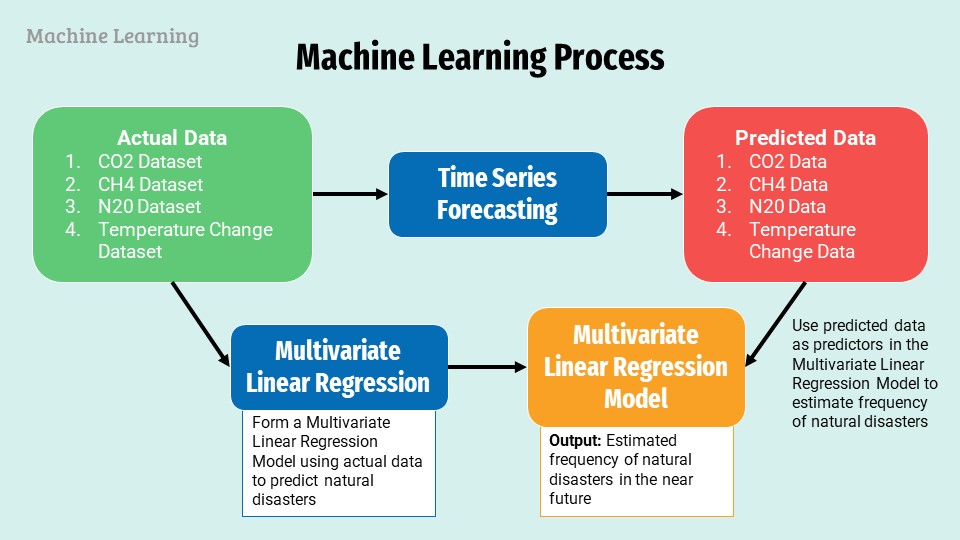 Machine Learning
Machine Learning Process
Actual Data
1. CO2 Dataset
2. CH4 Dataset
3. N20 Dataset
4. Temperature Change
Dataset
Time Series
Forecasting
Predicted Data
1. CO2 Data
2. CH4 Data
3. N20 Data
4. Temperature
Change Data
Multivariate
Linear Regression
Form a Multivariate
Linear Regression
Model using actual data
to predict natural
disasters
Multivariate
Linear Regression
Model
Output: Estimated
frequency of natural
disasters in the near
future
Use predicted data
as predictors in the
Multivariate Linear
Regression Model to
estimate frequency
of natural disasters